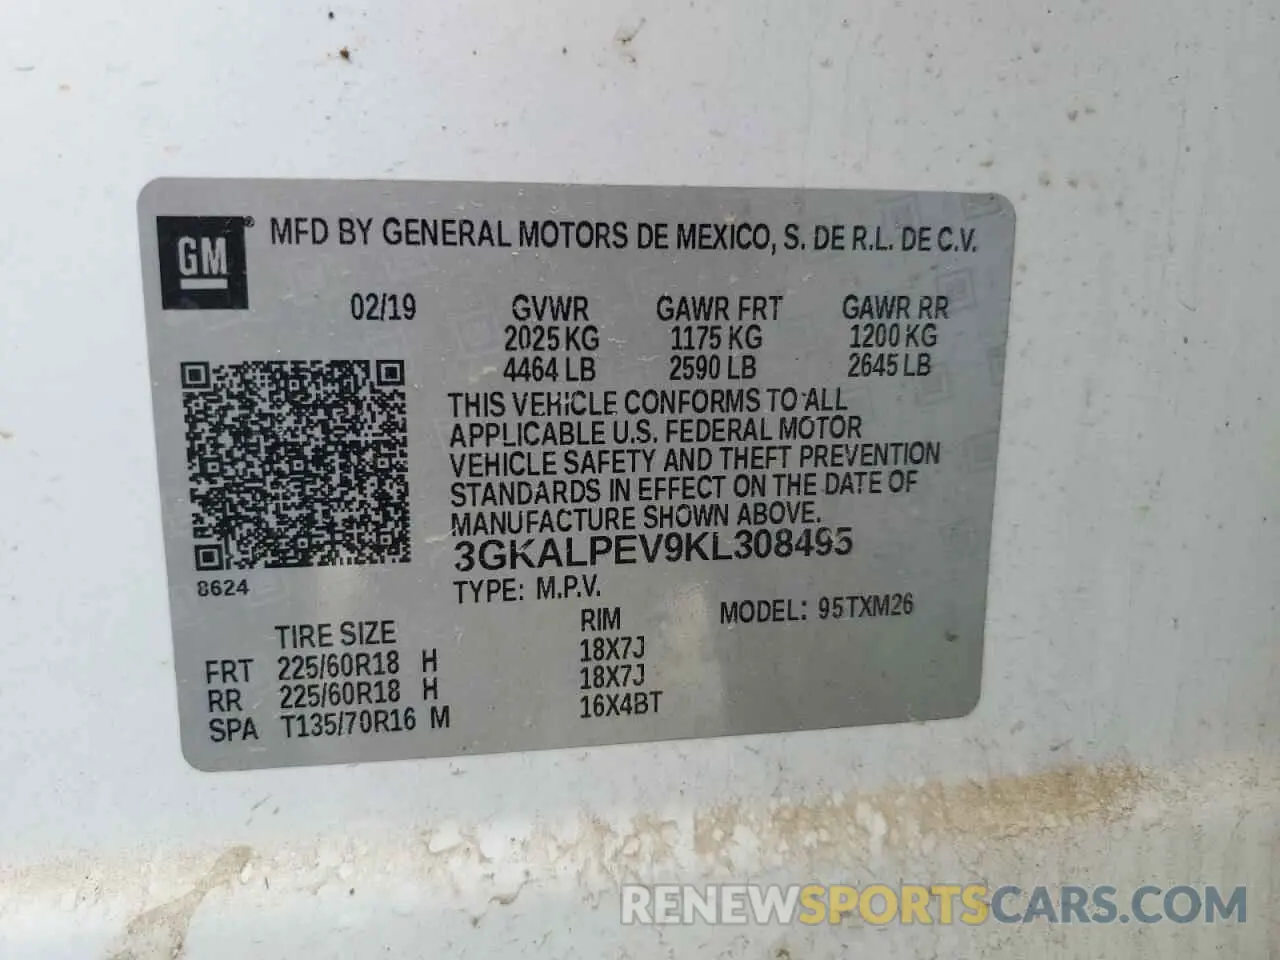 GM ® MFD BY GENERAL MOTORS DE MEXICO, S. DE R.L. DE C.V.
02/19 GVWR GAWR FRT GAWR RR
2025 KG 1175 KG 1200 KG
4464 LB 2590 LB 2645 LB
THIS VEHICLE CONFORMS TO ALL
APPLICABLE U.S. FEDERAL MOTOR
VEHICLE SAFETY AND THEFT PREVENTION
STANDARDS IN EFFECT ON THE DATE OF
MANUFACTURE SHOWN ABOVE.
3GKALPEV9KL308495
8624
TYPE: M.P.V.
MODEL: 95TXM26
TIRE SIZE RIM
FRT 225/60R18 H 18X7J
RR 225/60R18 H 18X7J
SPA T135/70R16 M 16X4BT
RENEWSPORTSCARS.COM